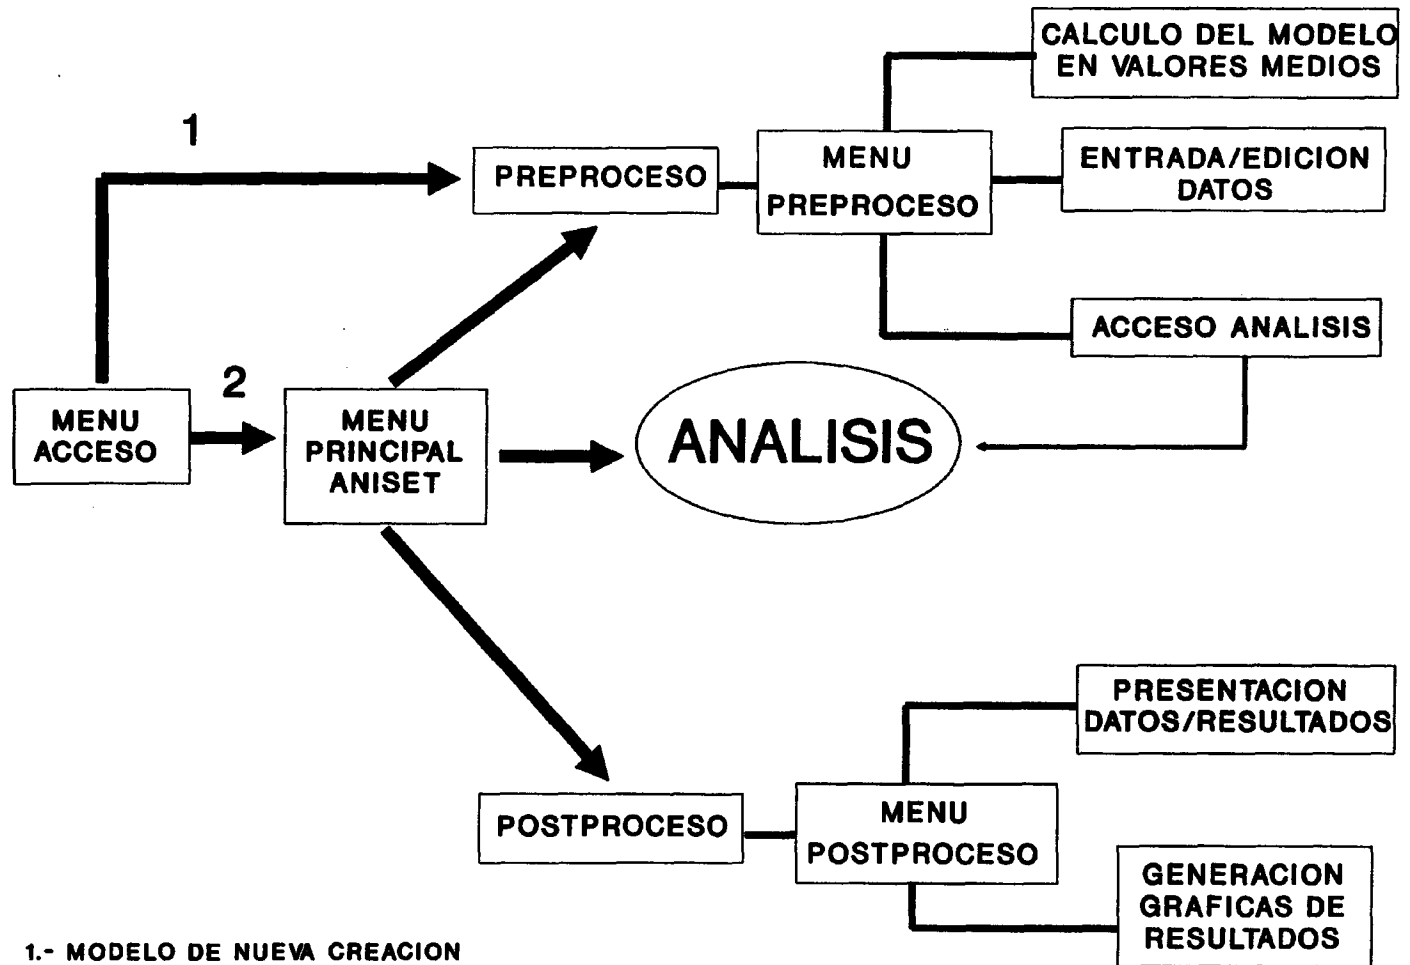 CALCULO DEL MODELO
EN VALORES MEDIOS
1
PREPROCESO
MENU
PREPROCESO
ENTRADA/EDICION
DATOS
ACCESO ANALISIS
2
MENU
ACCESO
MENU
PRINCIPAL
ANISET
ANALISIS
PRESENTACION
DATOS/RESULTADOS
POSTPROCESO
MENU
POSTPROCESO
GENERACION
GRAFICAS DE
RESULTADOS
1.- MODELO DE NUEVA CREACION